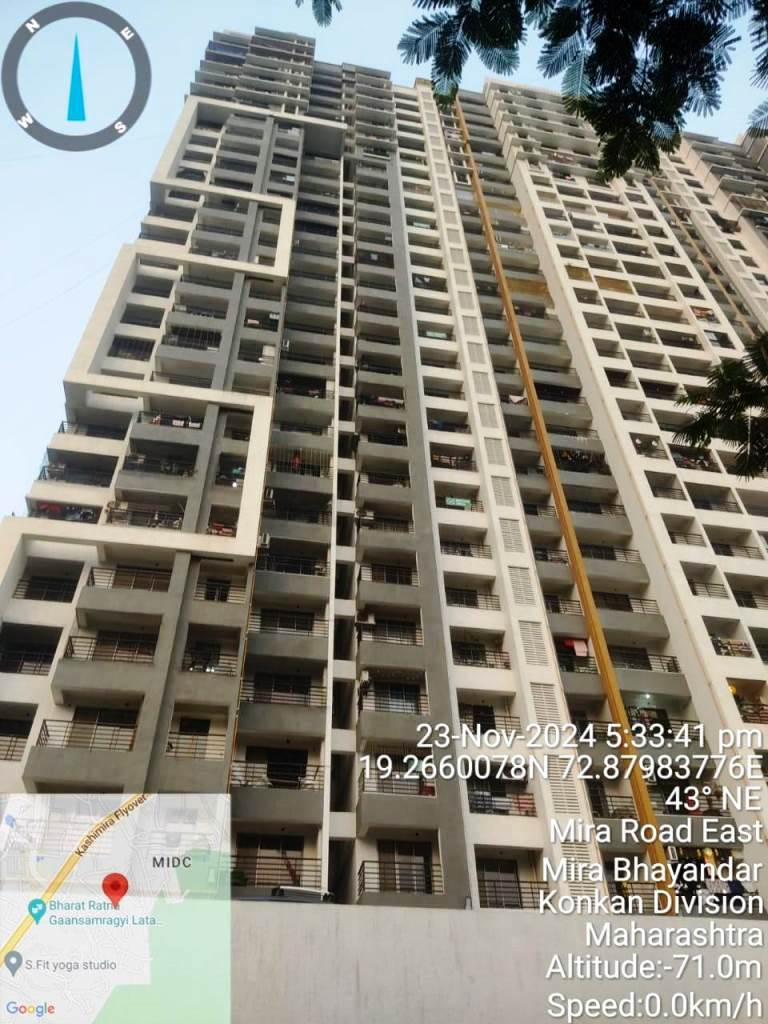 N
E
W
S
23-Nov-2024 5:33:41 pm
19.2660078N 72.87983776E
43° NE
Mira Road East
Mira Bhayandar
Konkan Division
Maharashtra
Altitude:-71.0m
Speed:0.0km/h
Kashimira Flyover
MIDC
Bharat Ratna
Gaansamragyi Lata...
S.Fit yoga studio
Google